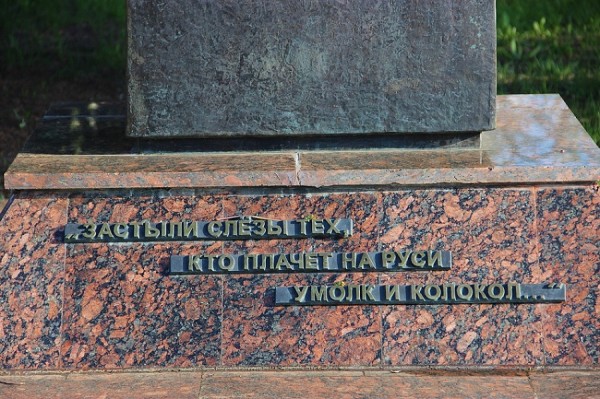 „ЗАСТЫЛИ СЛЁЗЫ ТЕХ,
КТО ПЛАЧЕТ НА РУСИ
УМОЛК И КОЛОКОЛ...“